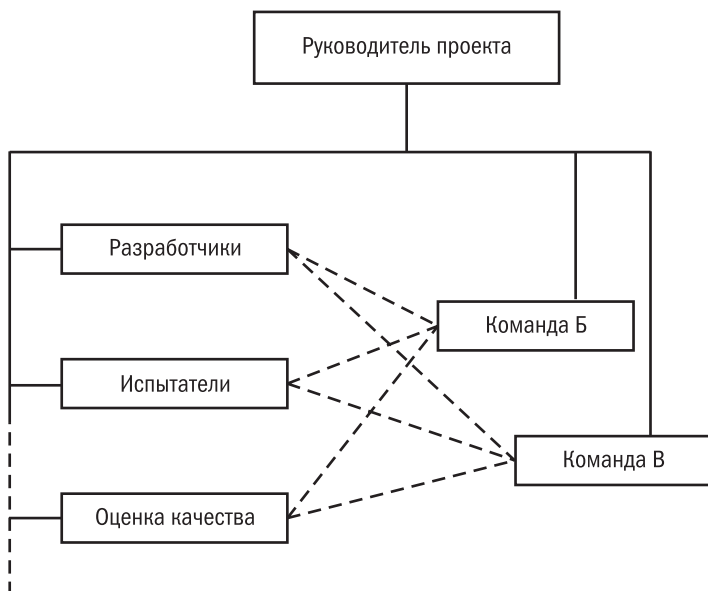 Руководитель проекта
Разработчики
Команда Б
Испытатели
Команда В
Оценка качества